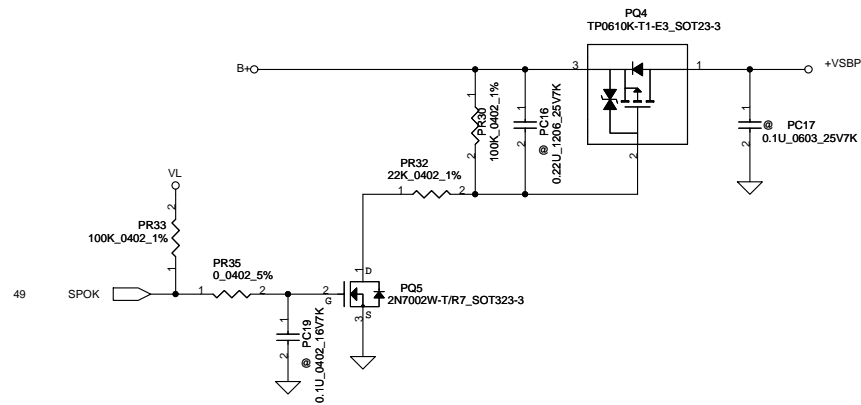 PQ4
TP0610K-T1-E3_SOT23-3
B+
3
1
+VSBP
1
PR30
100K_0402_1%
2
1
@ PC16
0.22U_1206_25V7K
2
1
@ PC17
0.1U_0603_25V7K
2
2
PR32
22K_0402_1%
1
2
VL
2
PR33
100K_0402_1%
1
PR35
0_0402_5%
49
SPOK
1
2
2
G
1
D
PQ5
2N7002W-T/R7_SOT323-3
3
S
1
@ PC19
0.1U_0402_16V7K
2